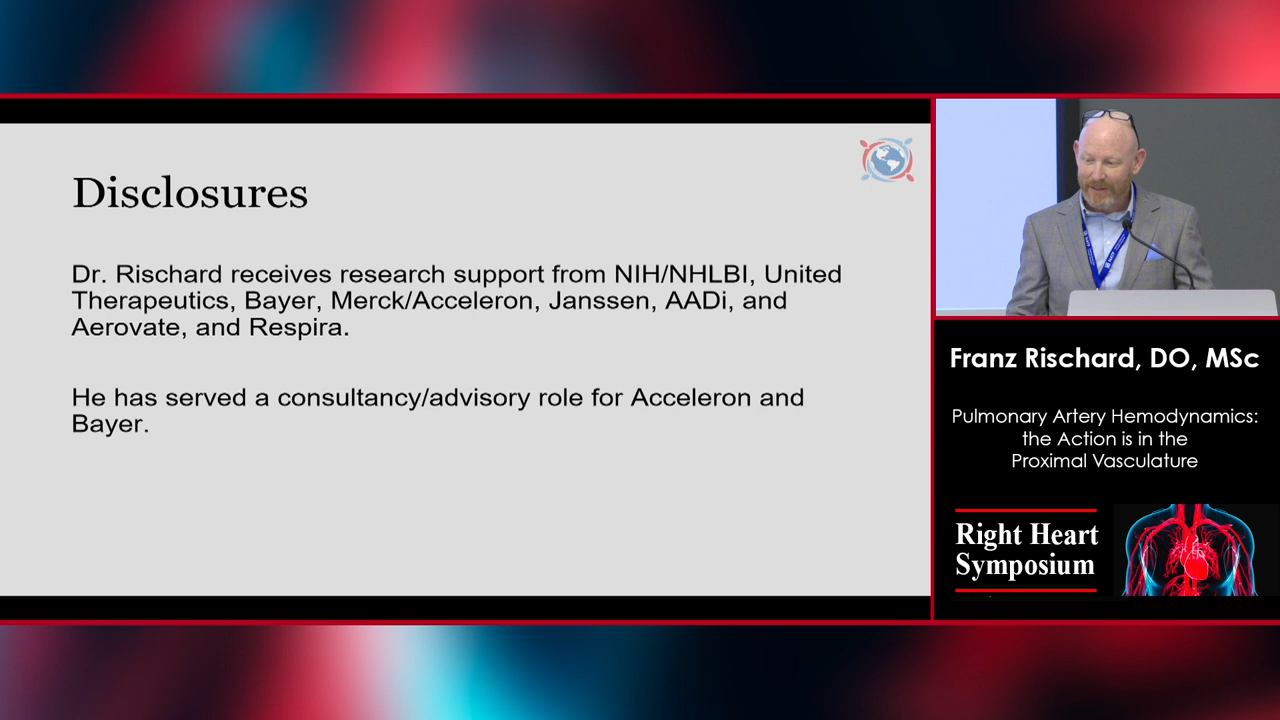 Disclosures
Dr. Rischard receives research support from NIH/NHLBI, United
Therapeutics, Bayer, Merck/Acceleron, Janssen, AADi, and
Aerovate, and Respira.
He has served a consultancy/advisory role for Acceleron and
Bayer.
Franz Rischard, DO, MSc
Pulmonary Artery Hemodynamics:
the Action is in the
Proximal Vasculature
Right Heart
Symposium